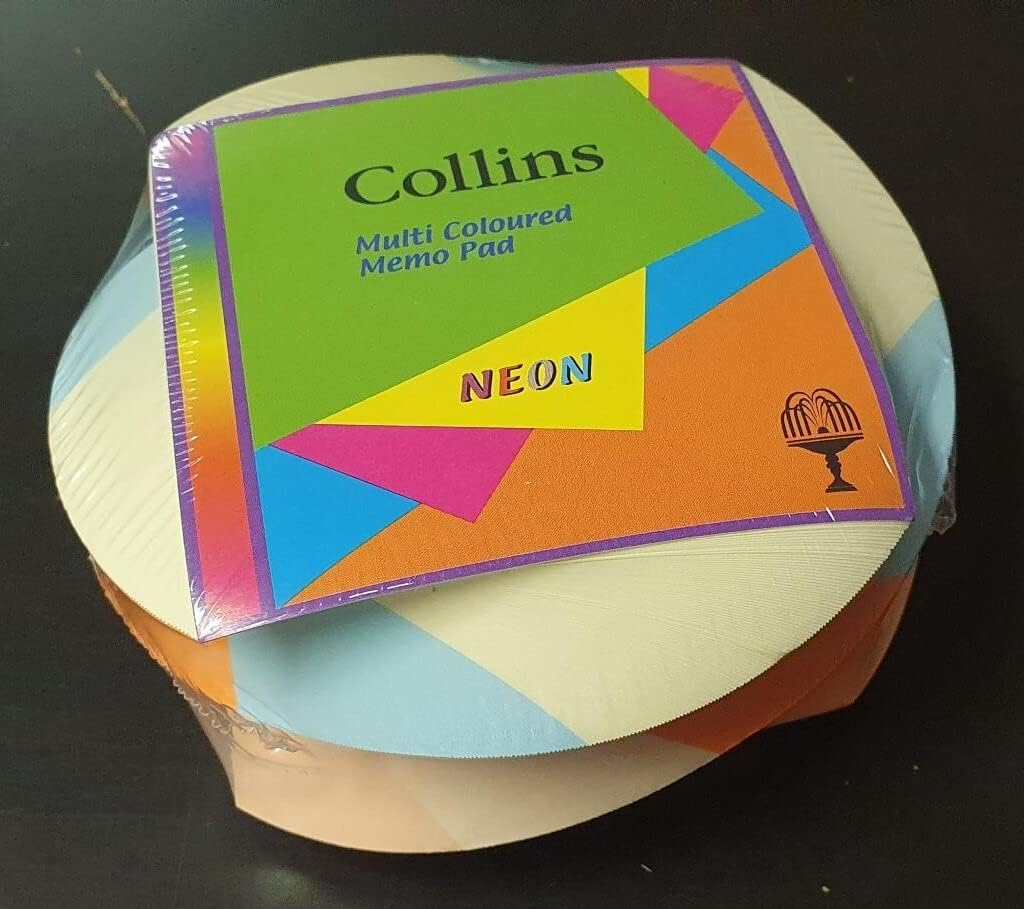 Collins
Multi Coloured
Memo Pad
NEON